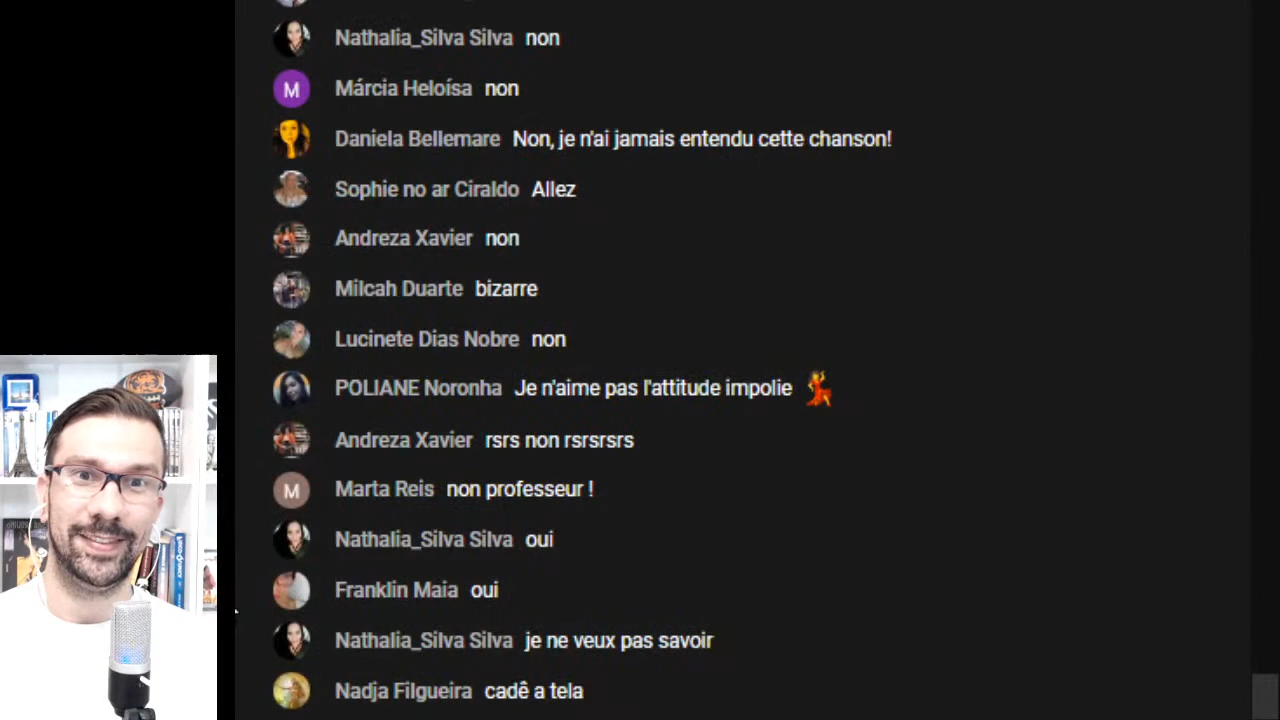 Nathalia_Silva Silva non
M Márcia Heloísa non
Daniela Bellemare Non, je n'ai jamais entendu cette chanson!
Sophie no ar Ciraldo Allez
Andreza Xavier non
Milcah Duarte bizarre
Lucinete Dias Nobre non
POLIANE Noronha Je n'aime pas l'attitude impolie
Andreza Xavier rsrs non rsrsrsrs
M Marta Reis non professeur !
Nathalia_Silva Silva oui
Franklin Maia oui
Nathalia_Silva Silva je ne veux pas savoir
Nadja Filgueira cadê a tela